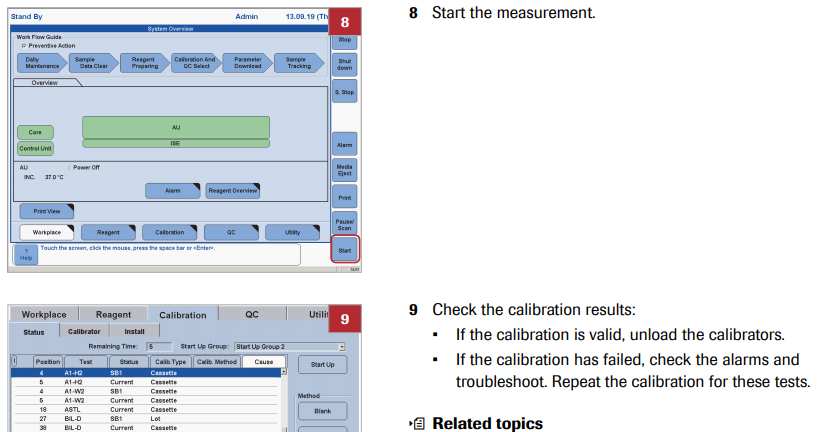 Stand By Admin 13.09.19 (Th
8
System Overview
Work Flow Guide
Preventive Action
Stop
Daily Maintenance
Sample Data Clear
Reagent Preparing
Calibration And QC Select
Parameter Download
Sample Tracking
Shut down
Overview
S. Stop
AU
Core
ISE
Control Unit
Alarm
AU : Power Off
INC. 37.0 °C
Media Eject
Alarm
Reagent Overview
Print
Print View
Pause/ Scan
Workplace
Reagent
Calibration
QC
Utility
? Help
Touch the screen, click the mouse, press the space bar or <Enter>.
Start
NUM
8 Start the measurement.
Workplace Reagent Calibration QC Utili
9
Status Calibrator Install
Remaining Time: 6 Start Up Group: Start Up Group 2
! Position Test Status Calib.Type Calib. Method Cause
Start Up
4 A1-H2 SB1 Cassette
5 A1-H2 Current Cassette
4 A1-W2 SB1 Cassette
5 A1-W2 Current Cassette
18 ASTL Current Cassette
27 BIL-D SB1 Lot
38 BIL-D Current Cassette
Method
Blank
9 Check the calibration results:
▪ If the calibration is valid, unload the calibrators.
▪ If the calibration has failed, check the alarms and
troubleshoot. Repeat the calibration for these tests.
Related topics